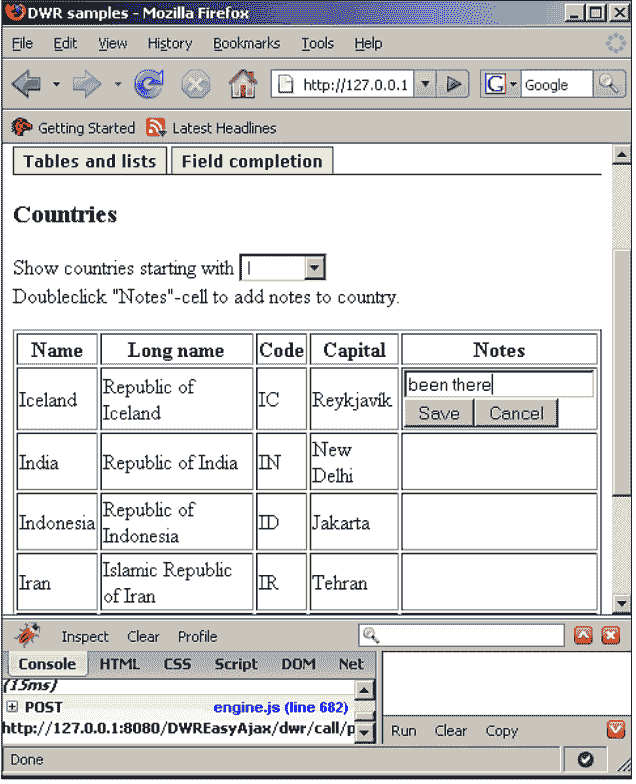 DWR samples - Mozilla Firefox
File Edit View History Bookmarks Tools Help
http://127.0.0.1 G Google
Getting Started Latest Headlines
Tables and lists Field completion
Countries
Show countries starting with I
Doubleclick "Notes"-cell to add notes to country.
Name Long name Code Capital Notes
Iceland Republic of Iceland IC Reykjavík been there
Save Cancel
India Republic of India IN New Delhi
Indonesia Republic of Indonesia ID Jakarta
Iran Islamic Republic of Iran IR Tehran
Inspect Clear Profile
Console HTML CSS Script DOM Net
(15ms)
POST engine.js (line 682)
http://127.0.0.1:8080/DWREasyAjax/dwr/call/p
Run Clear Copy
Done